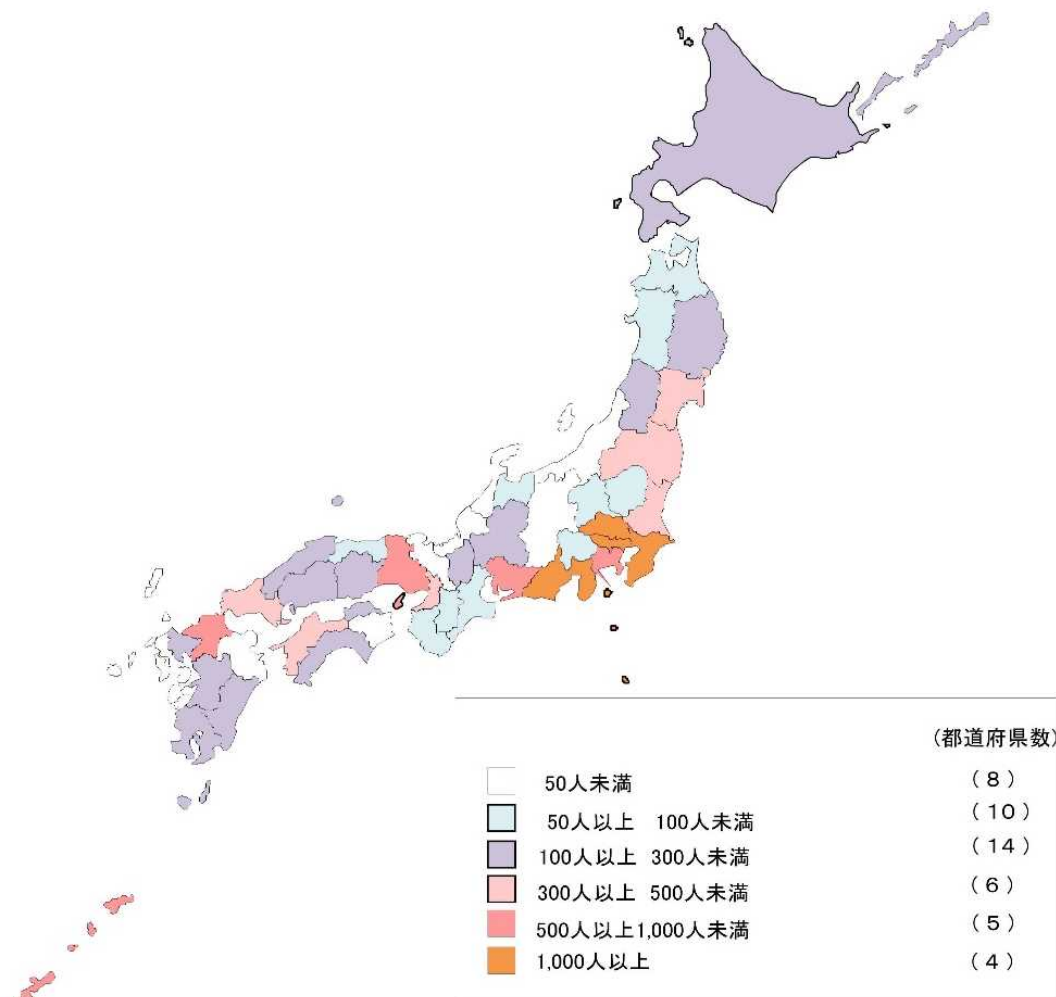 (都道府県数)
50人未満 (8)
50人以上 100人未満 (10)
100人以上 300人未満 (14)
300人以上 500人未満 (6)
500人以上1,000人未満 (5)
1,000人以上 (4)